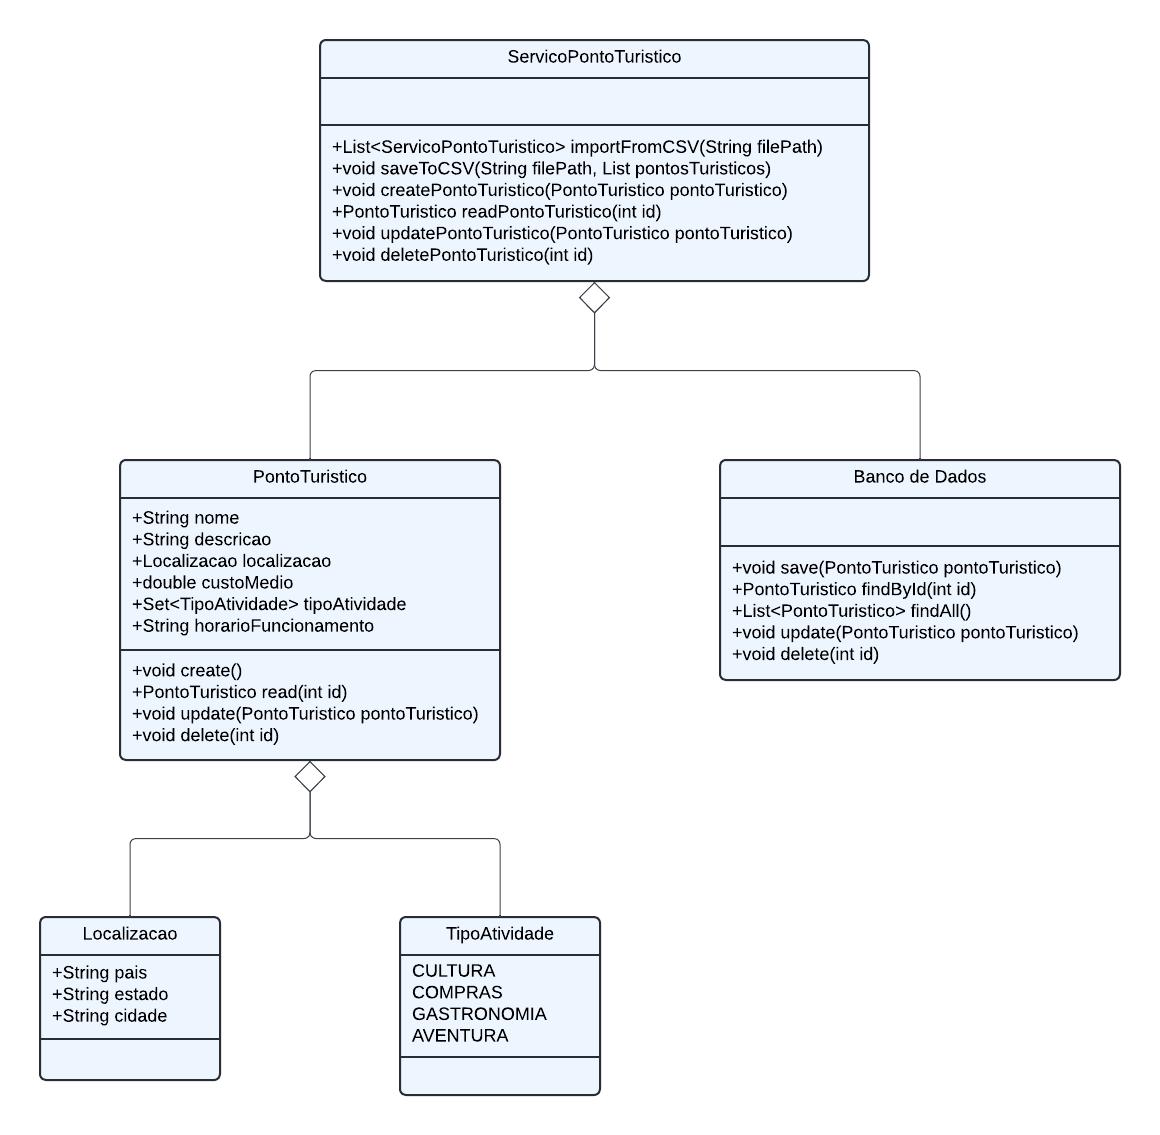 ServicoPontoTuristico
+List<ServicoPontoTuristico> importFromCSV(String filePath)
+void saveToCSV(String filePath, List pontosTuristicos)
+void createPontoTuristico(PontoTuristico pontoTuristico)
+PontoTuristico readPontoTuristico(int id)
+void updatePontoTuristico(PontoTuristico pontoTuristico)
+void deletePontoTuristico(int id)
PontoTuristico
+String nome
+String descricao
+Localizacao localizacao
+double custoMedio
+Set<TipoAtividade> tipoAtividade
+String horarioFuncionamento
+void create()
+PontoTuristico read(int id)
+void update(PontoTuristico pontoTuristico)
+void delete(int id)
Banco de Dados
+void save(PontoTuristico pontoTuristico)
+PontoTuristico findById(int id)
+List<PontoTuristico> findAll()
+void update(PontoTuristico pontoTuristico)
+void delete(int id)
Localizacao
+String pais
+String estado
+String cidade
TipoAtividade
CULTURA
COMPRAS
GASTRONOMIA
AVENTURA